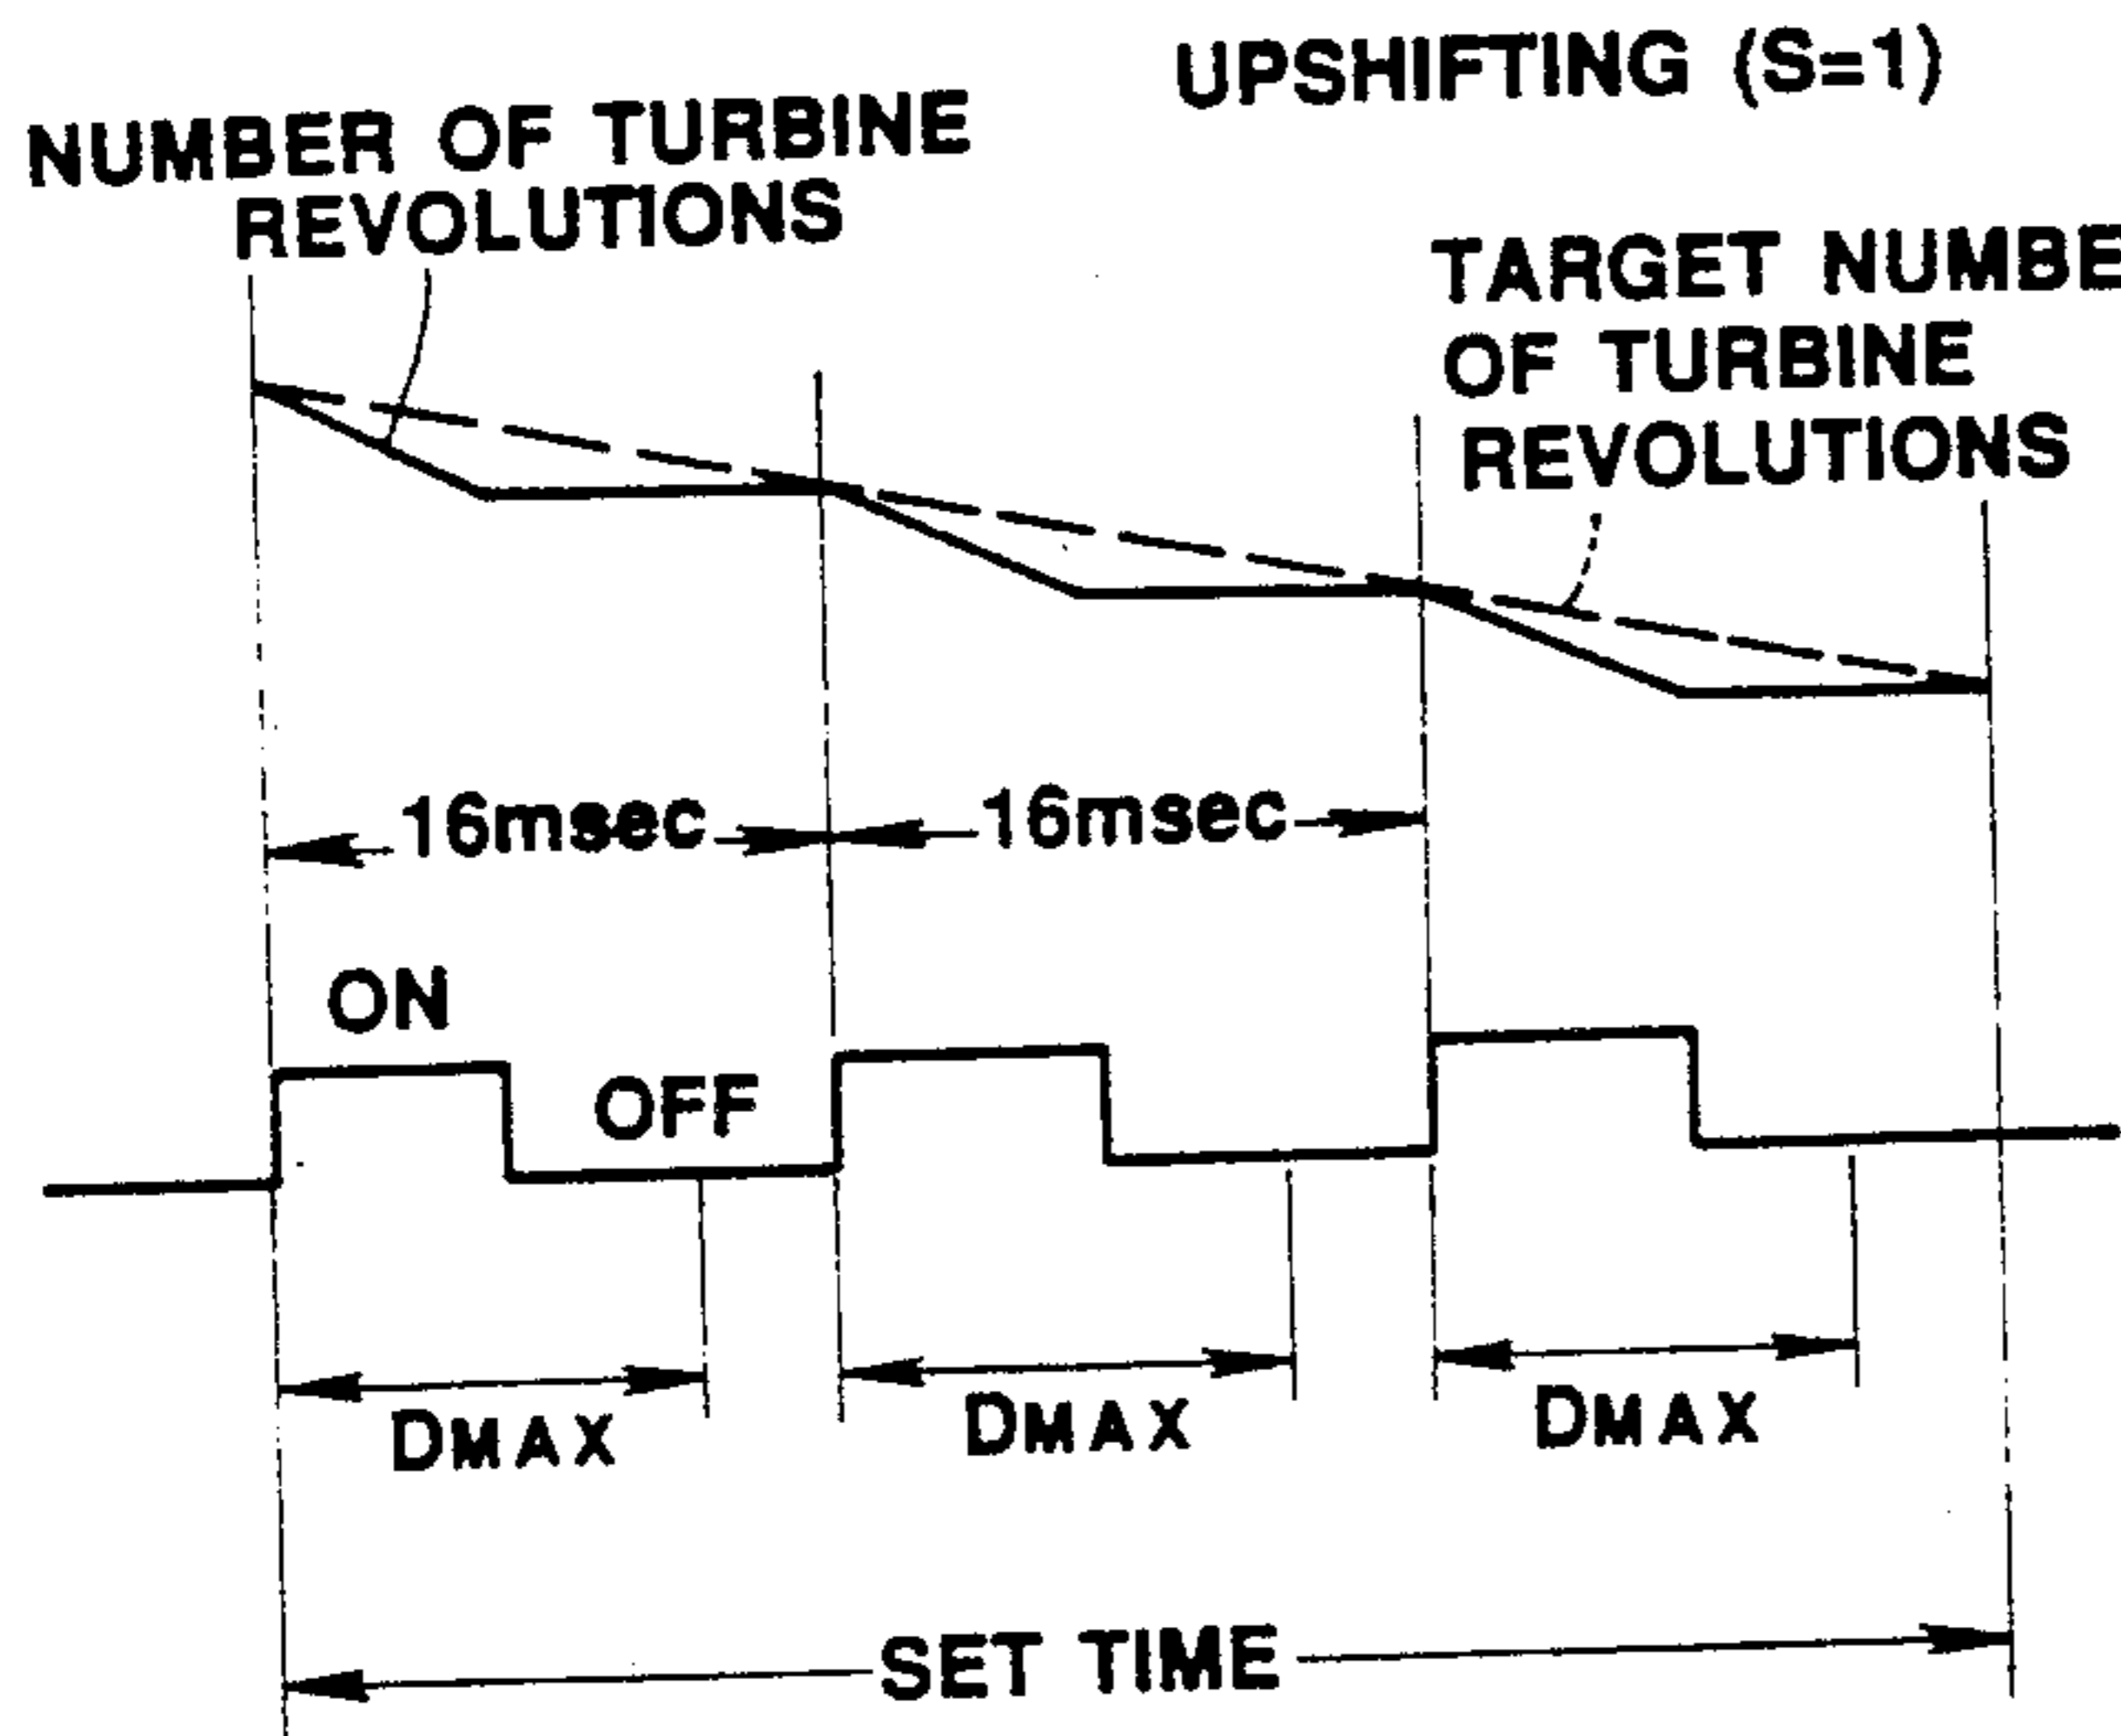 UPSHIFTING (S=1)
NUMBER OF TURBINE
REVOLUTIONS
TARGET NUMBE
OF TURBINE
REVOLUTIONS
16msec
16msec
ON
OFF
DMAX
DMAX
DMAX
SET TIME